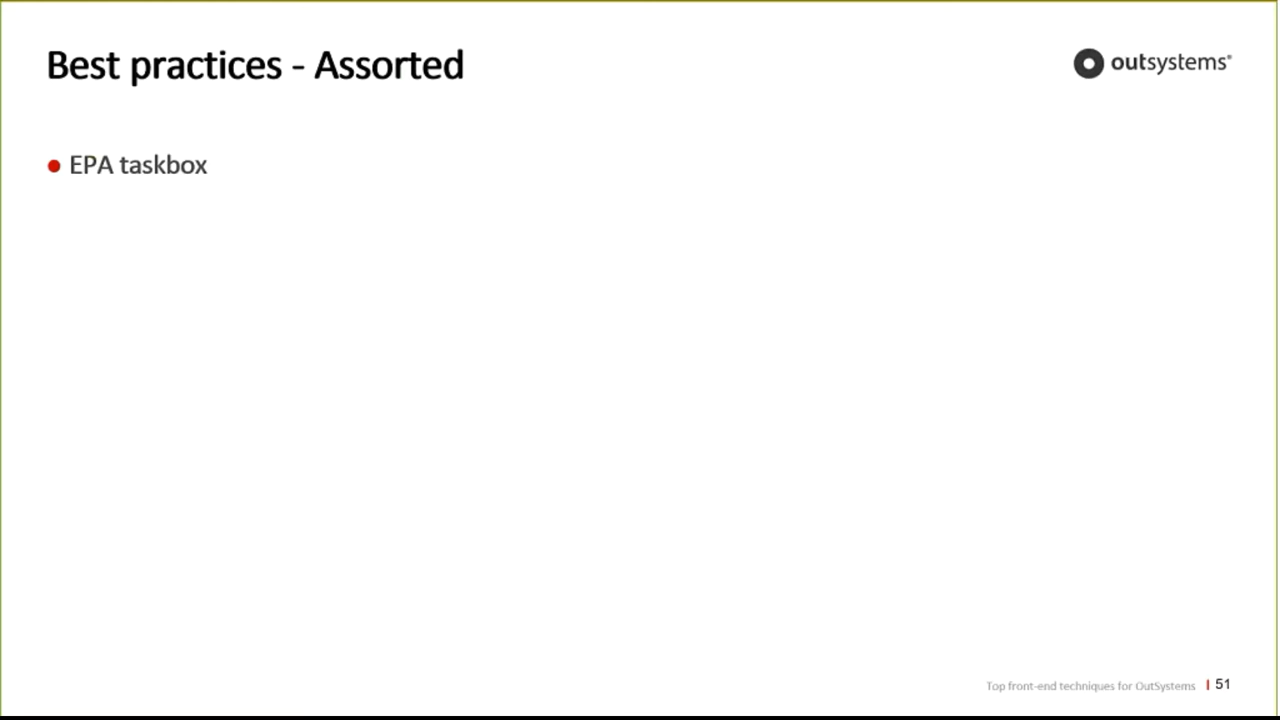 Best practices - Assorted
outsystems®
EPA taskbox
Top front-end techniques for OutSystems | 51